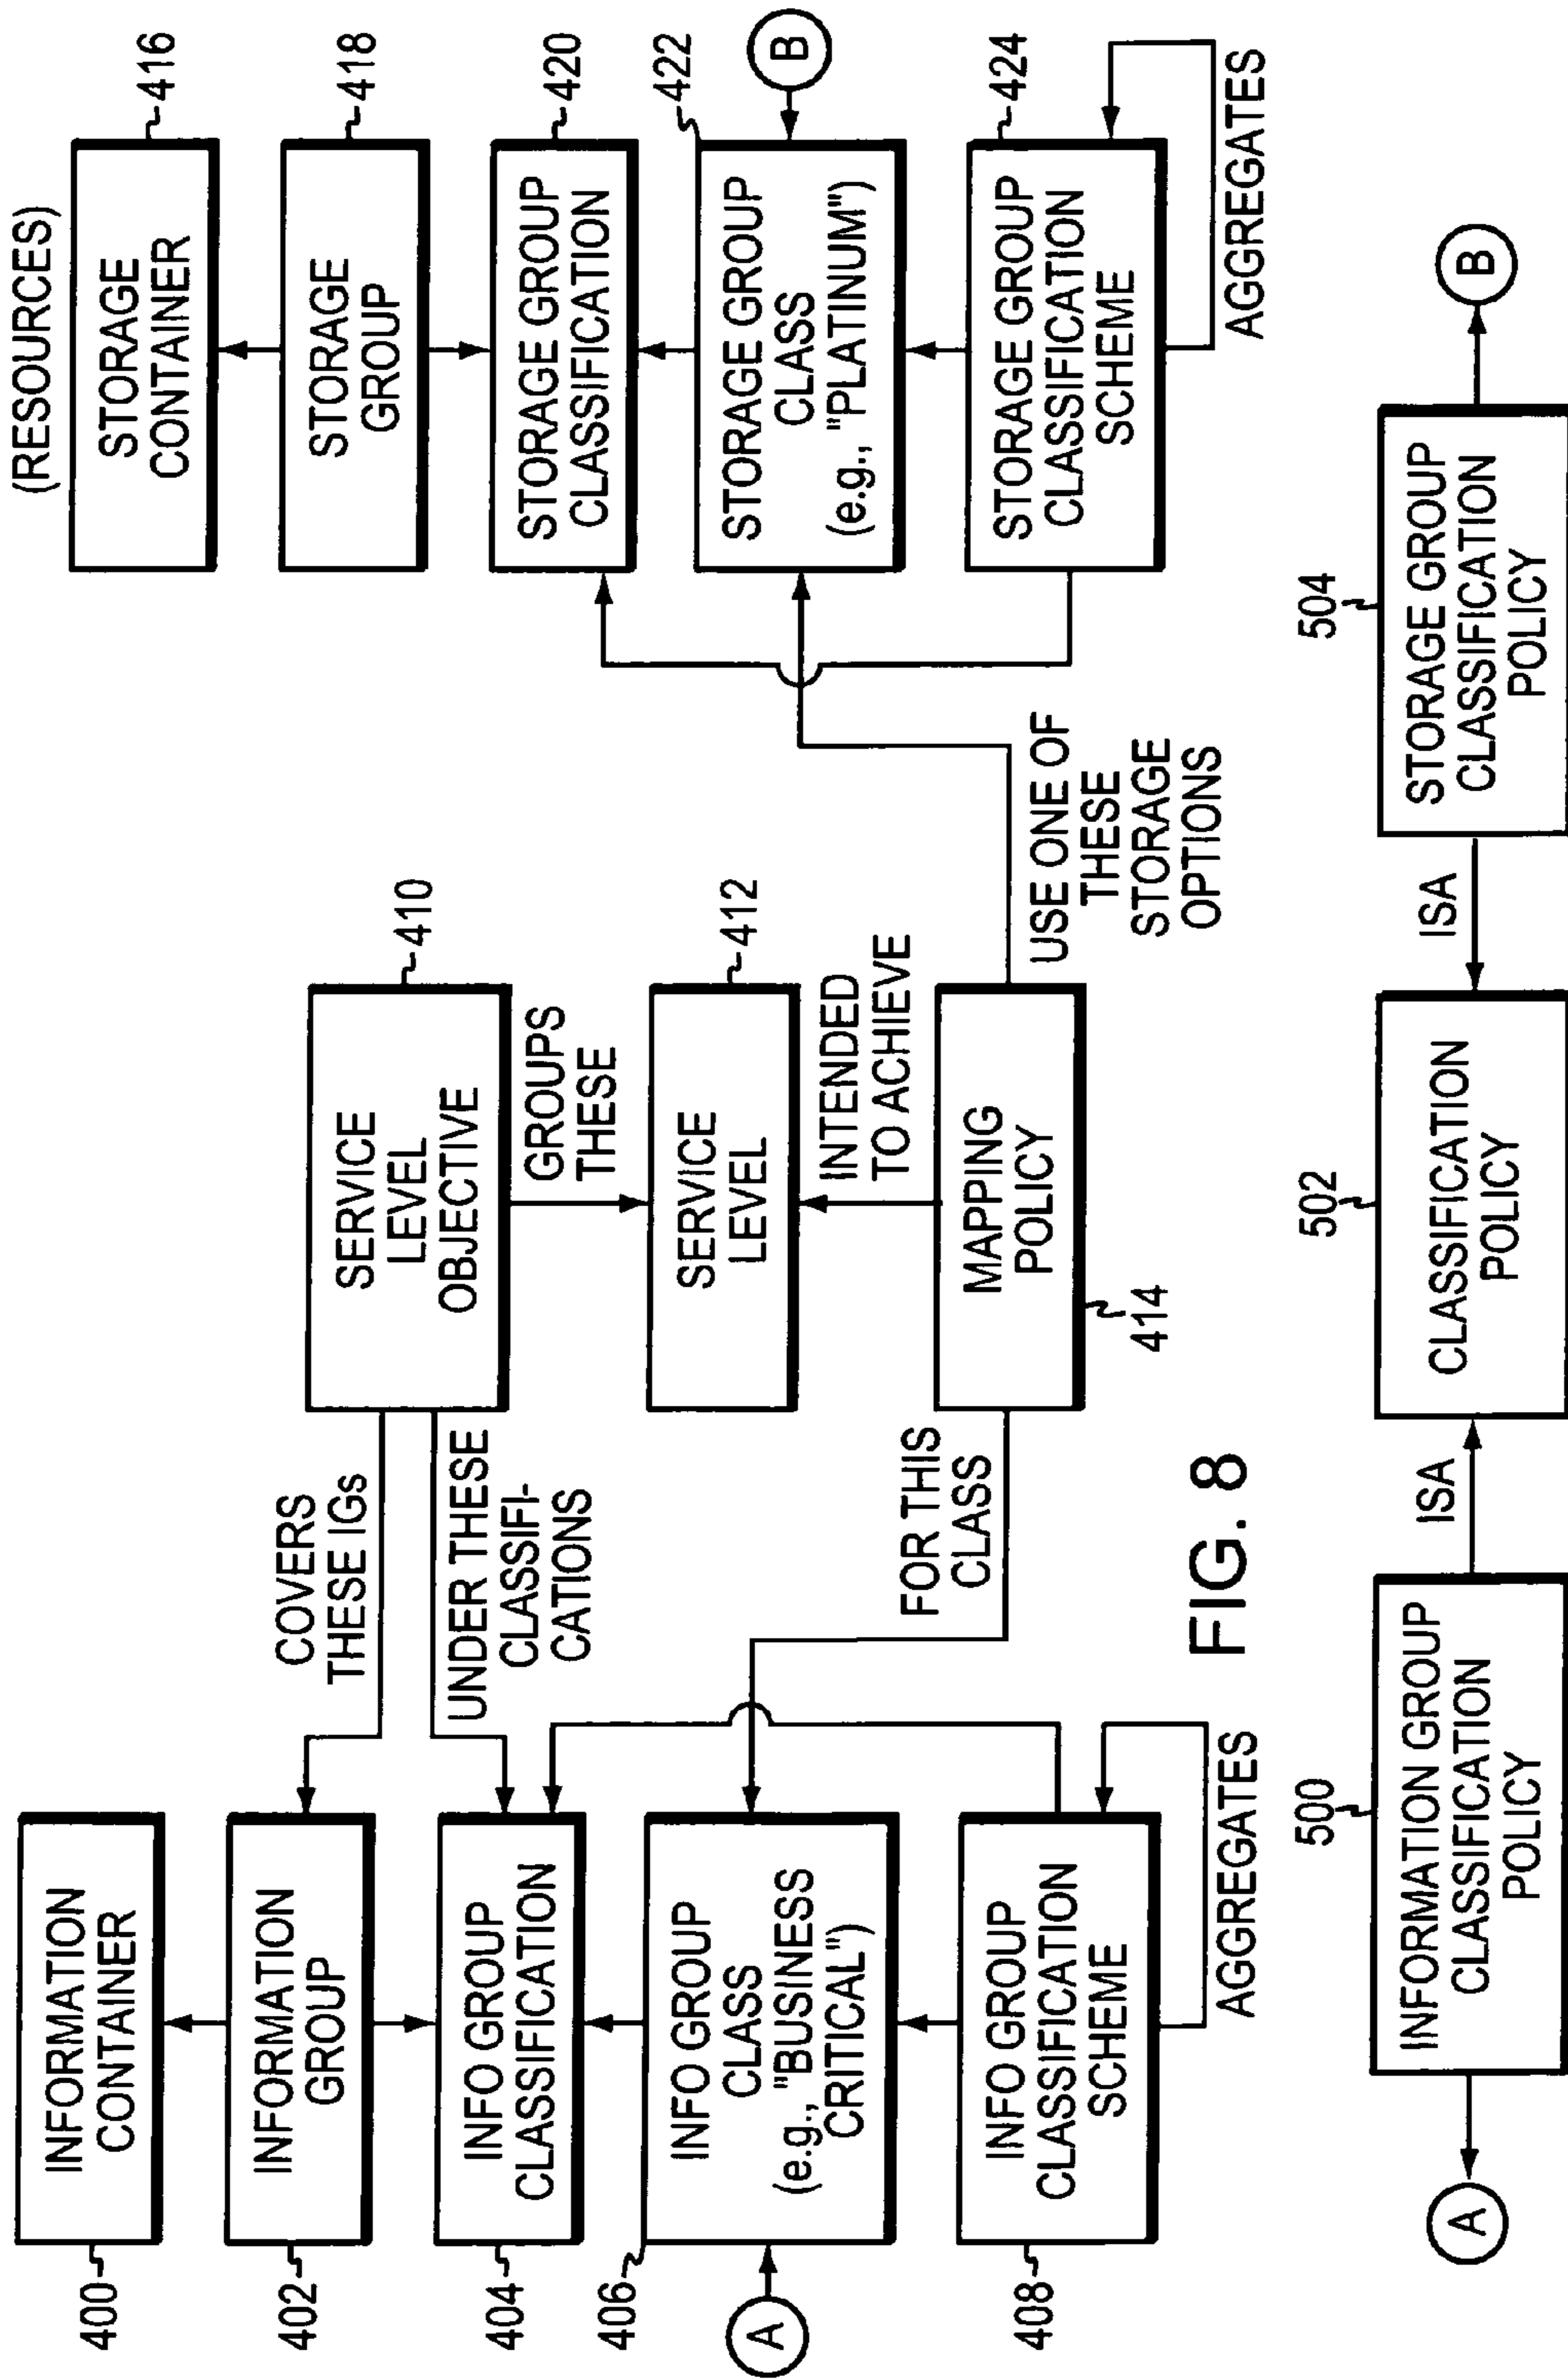 400
INFORMATION
CONTAINER
402
INFORMATION
GROUP
404
INFO GROUP
CLASSIFICATION
406
INFO GROUP
CLASS
(e.g., "BUSINESS
CRITICAL")
A
408
INFO GROUP
CLASSIFICATION
SCHEME
AGGREGATES
COVERS
THESE IGs
UNDER THESE
CLASSIFI-
CATIONS
FOR THIS
CLASS
SERVICE
LEVEL
OBJECTIVE
410
GROUPS
THESE
SERVICE
LEVEL
412
INTENDED
TO ACHIEVE
MAPPING
POLICY
414
USE ONE OF
THESE
STORAGE
OPTIONS
(RESOURCES)
STORAGE
CONTAINER
416
STORAGE
GROUP
418
STORAGE GROUP
CLASSIFICATION
420
STORAGE GROUP
CLASS
(e.g., "PLATINUM")
422
B
STORAGE GROUP
CLASSIFICATION
SCHEME
424
AGGREGATES
FIG. 8
A
500
INFORMATION GROUP
CLASSIFICATION
POLICY
ISA
502
CLASSIFICATION
POLICY
ISA
504
STORAGE GROUP
CLASSIFICATION
POLICY
B